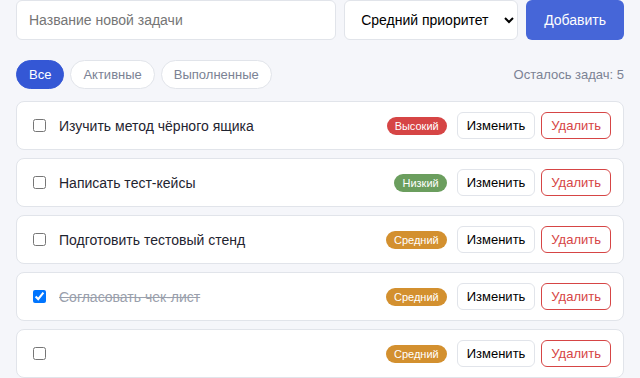 Название новой задачи Средний приоритет Добавить
Все Активные Выполненные Осталось задач: 5
Изучить метод чёрного ящика Высокий Изменить Удалить
Написать тест-кейсы Низкий Изменить Удалить
Подготовить тестовый стенд Средний Изменить Удалить
Согласовать чек-лист Средний Изменить Удалить
Средний Изменить Удалить